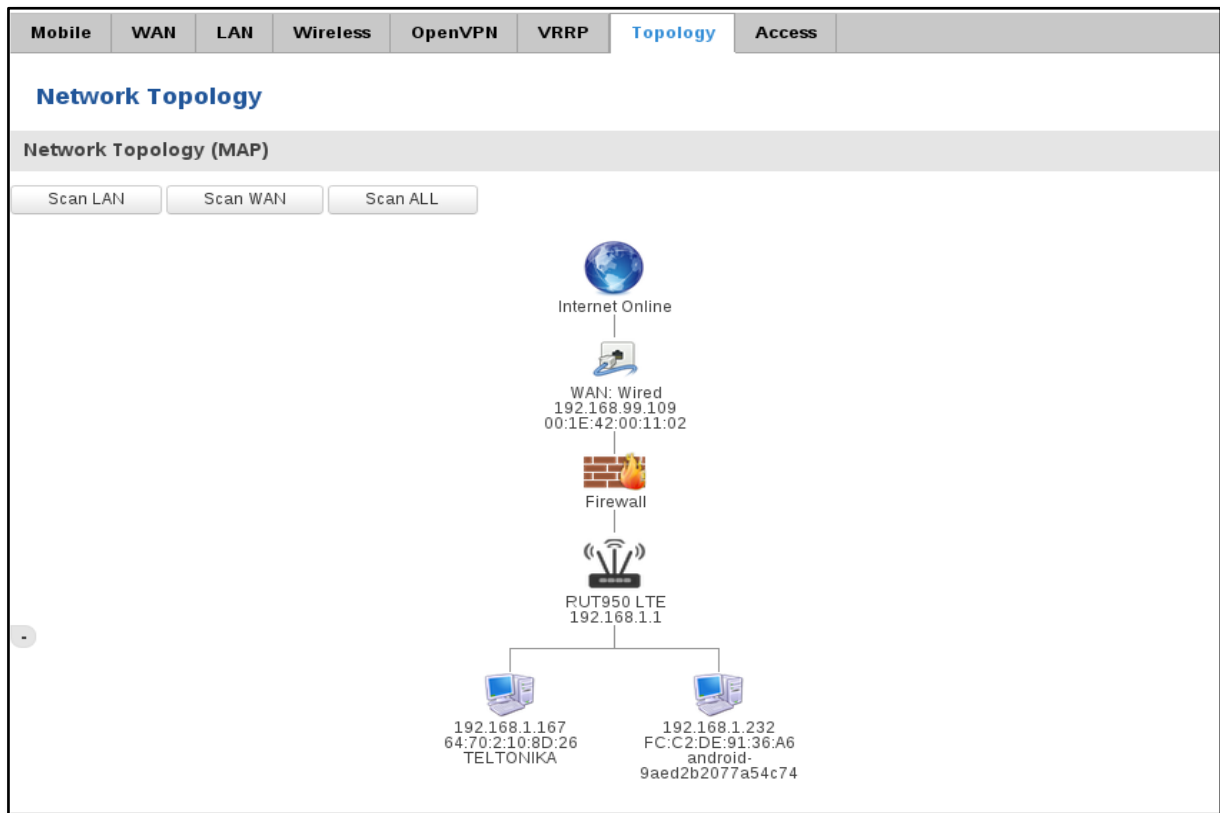 Mobile WAN LAN Wireless OpenVPN VRRP Topology Access
Network Topology
Network Topology (MAP)
Scan LAN Scan WAN Scan ALL
Internet Online
WAN: Wired
192.168.99.109
00:1E:42:00:11:02
Firewall
RUT950 LTE
192.168.1.1
-
192.168.1.167
64:70:2:10:8D:26
TELTONIKA
192.168.1.232
FC:C2:DE:91:36:A6
android-
9aed2b2077a54c74